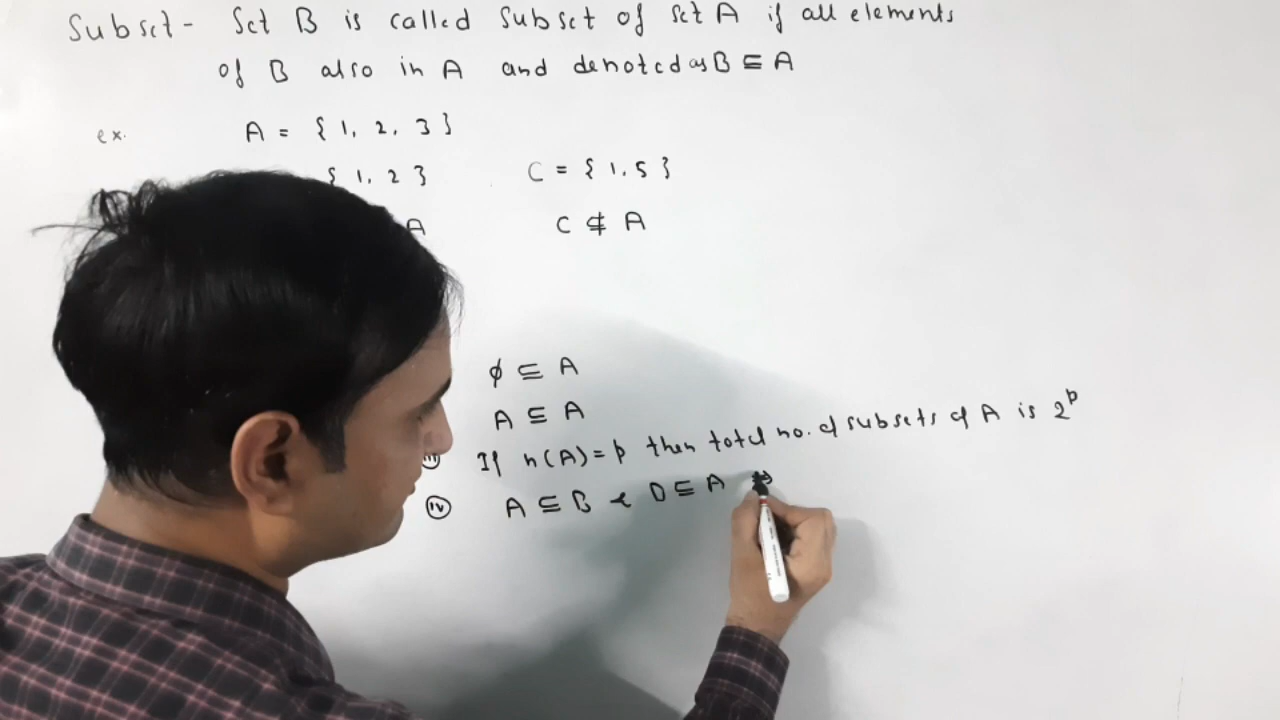 Subset - Set B is called subset of set A if all elements
of B also in A and denoted as B ⊆ A
ex. A = { 1, 2, 3 }
{ 1, 2 } C = { 1, 5 }
A C ⊈ A
ϕ ⊆ A
A ⊆ A
(iii) If n(A) = p then total no. of subsets of A is 2^p
(iv) A ⊆ B & B ⊆ A ⇔